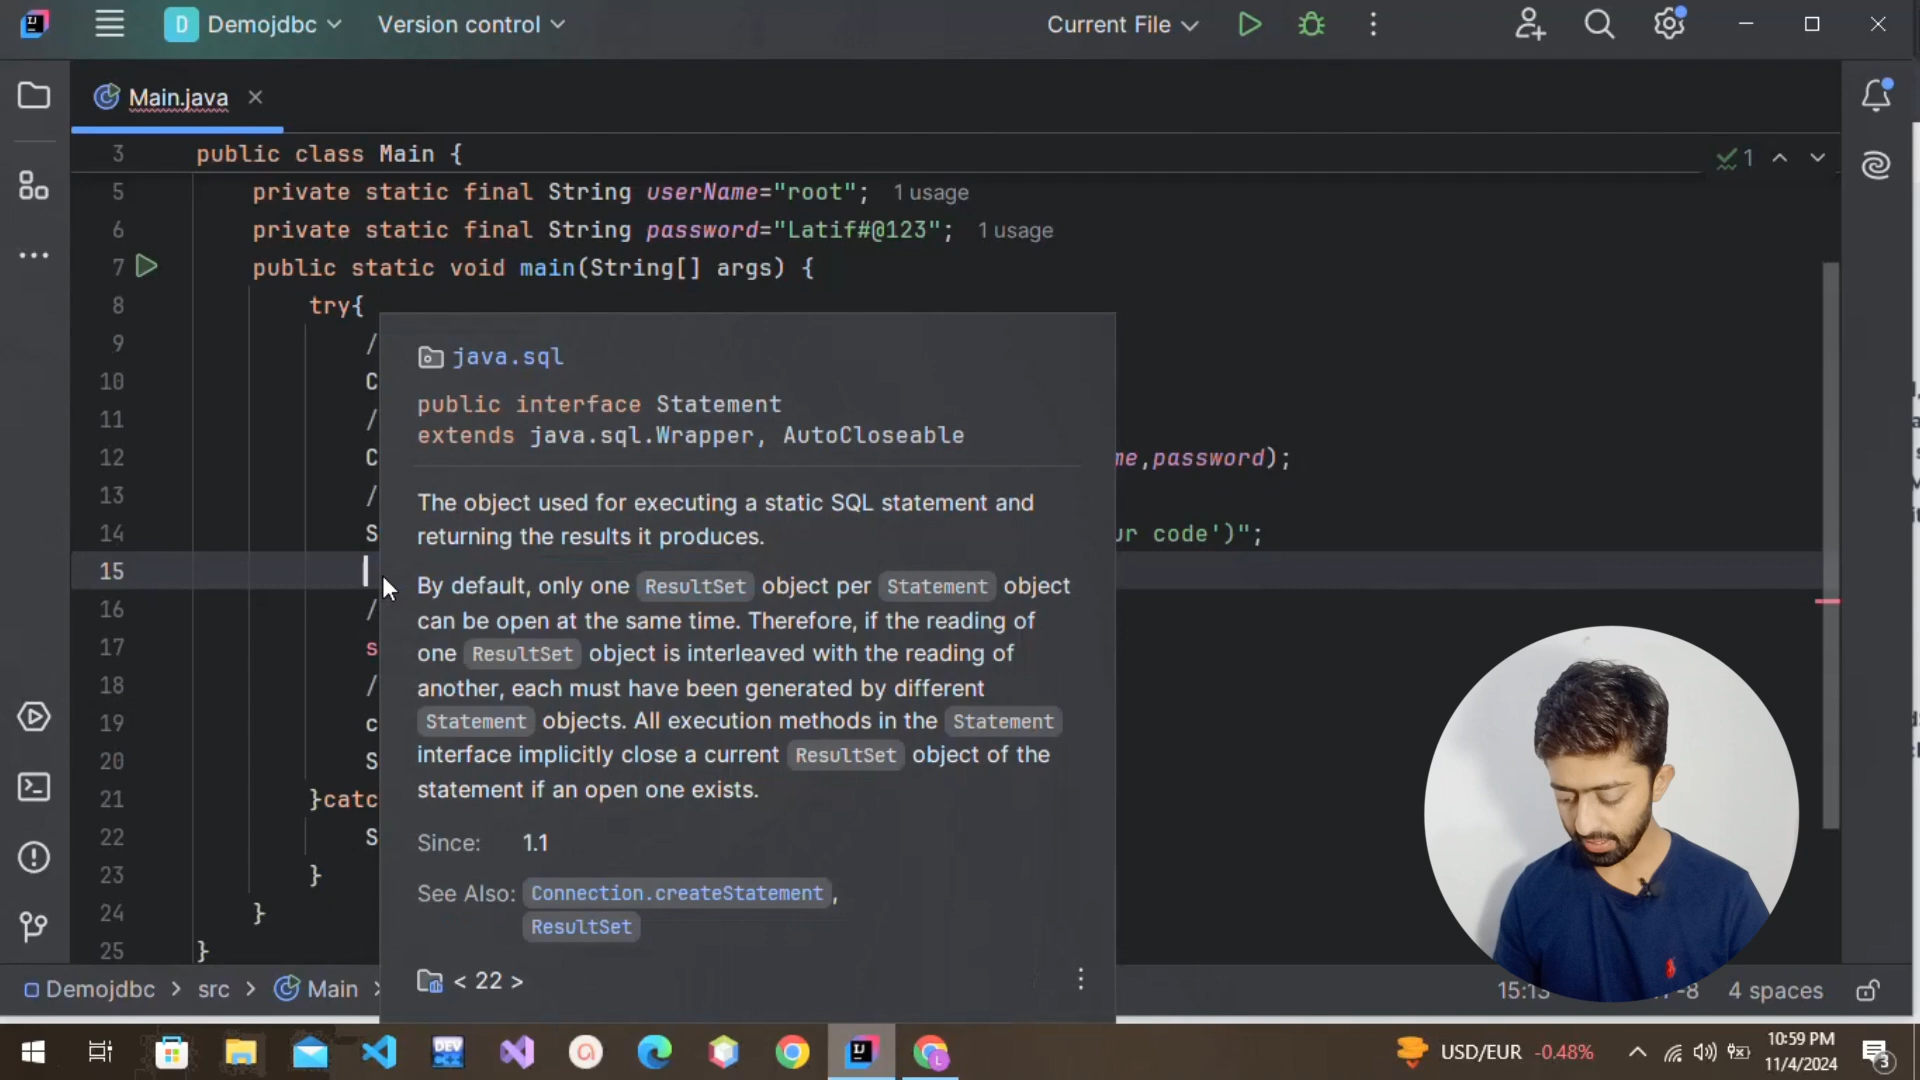 D Demojdbc Version control Current File
Main.java
3 public class Main { 1
5 private static final String userName="root"; 1 usage
6 private static final String password="Latif#@123"; 1 usage
7 public static void main(String[] args) {
8 try{
9 /
10 C
11 /
12 C me,password);
13 /
14 S ur code')";
15
16 /
17 s
18 /
19 c
20 S
21 }catc
22 S
23 }
24 }
25 }
java.sql
public interface Statement
extends java.sql.Wrapper, AutoCloseable
The object used for executing a static SQL statement and
returning the results it produces.
By default, only one ResultSet object per Statement object
can be open at the same time. Therefore, if the reading of
one ResultSet object is interleaved with the reading of
another, each must have been generated by different
Statement objects. All execution methods in the Statement
interface implicitly close a current ResultSet object of the
statement if an open one exists.
Since: 1.1
See Also: Connection.createStatement,
ResultSet
< 22 >
Demojdbc > src > Main > 15:13 -8 4 spaces
DEV
USD/EUR -0.48%
10:59 PM
11/4/2024
3